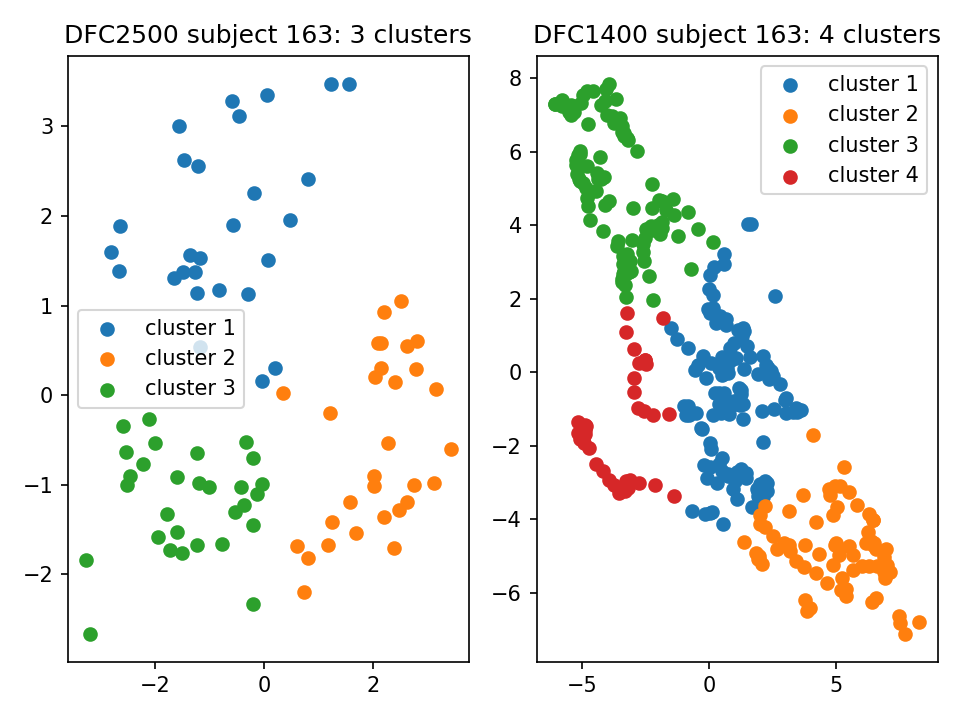 DFC2500 subject 163: 3 clusters
3
2
1
0
−1
−2
−2
0
2
cluster 1
cluster 2
cluster 3
DFC1400 subject 163: 4 clusters
8
6
4
2
0
−2
−4
−6
−5
0
5
cluster 1
cluster 2
cluster 3
cluster 4